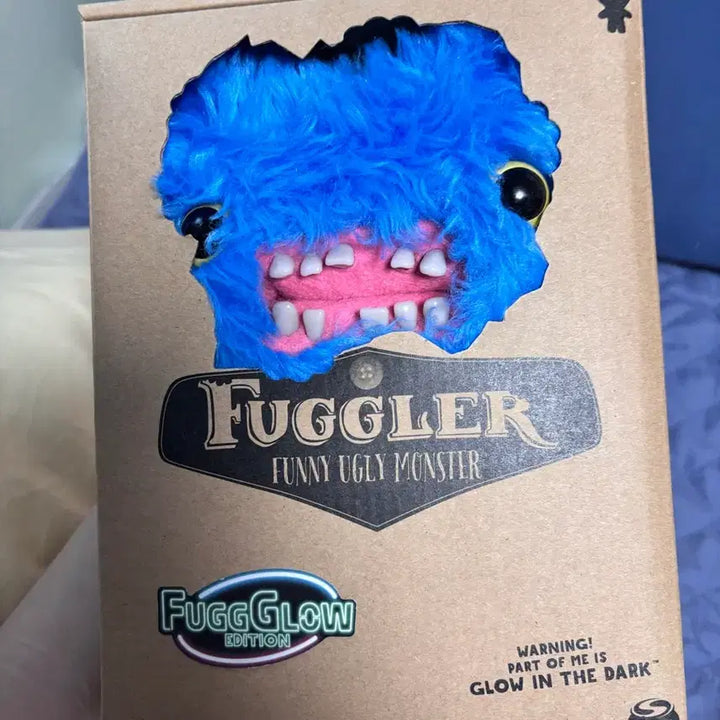 FUGGLER
FUNNY UGLY MONSTER
FUGGGLOW
EDITION
WARNING!
PART OF ME IS
GLOW IN THE DARK™